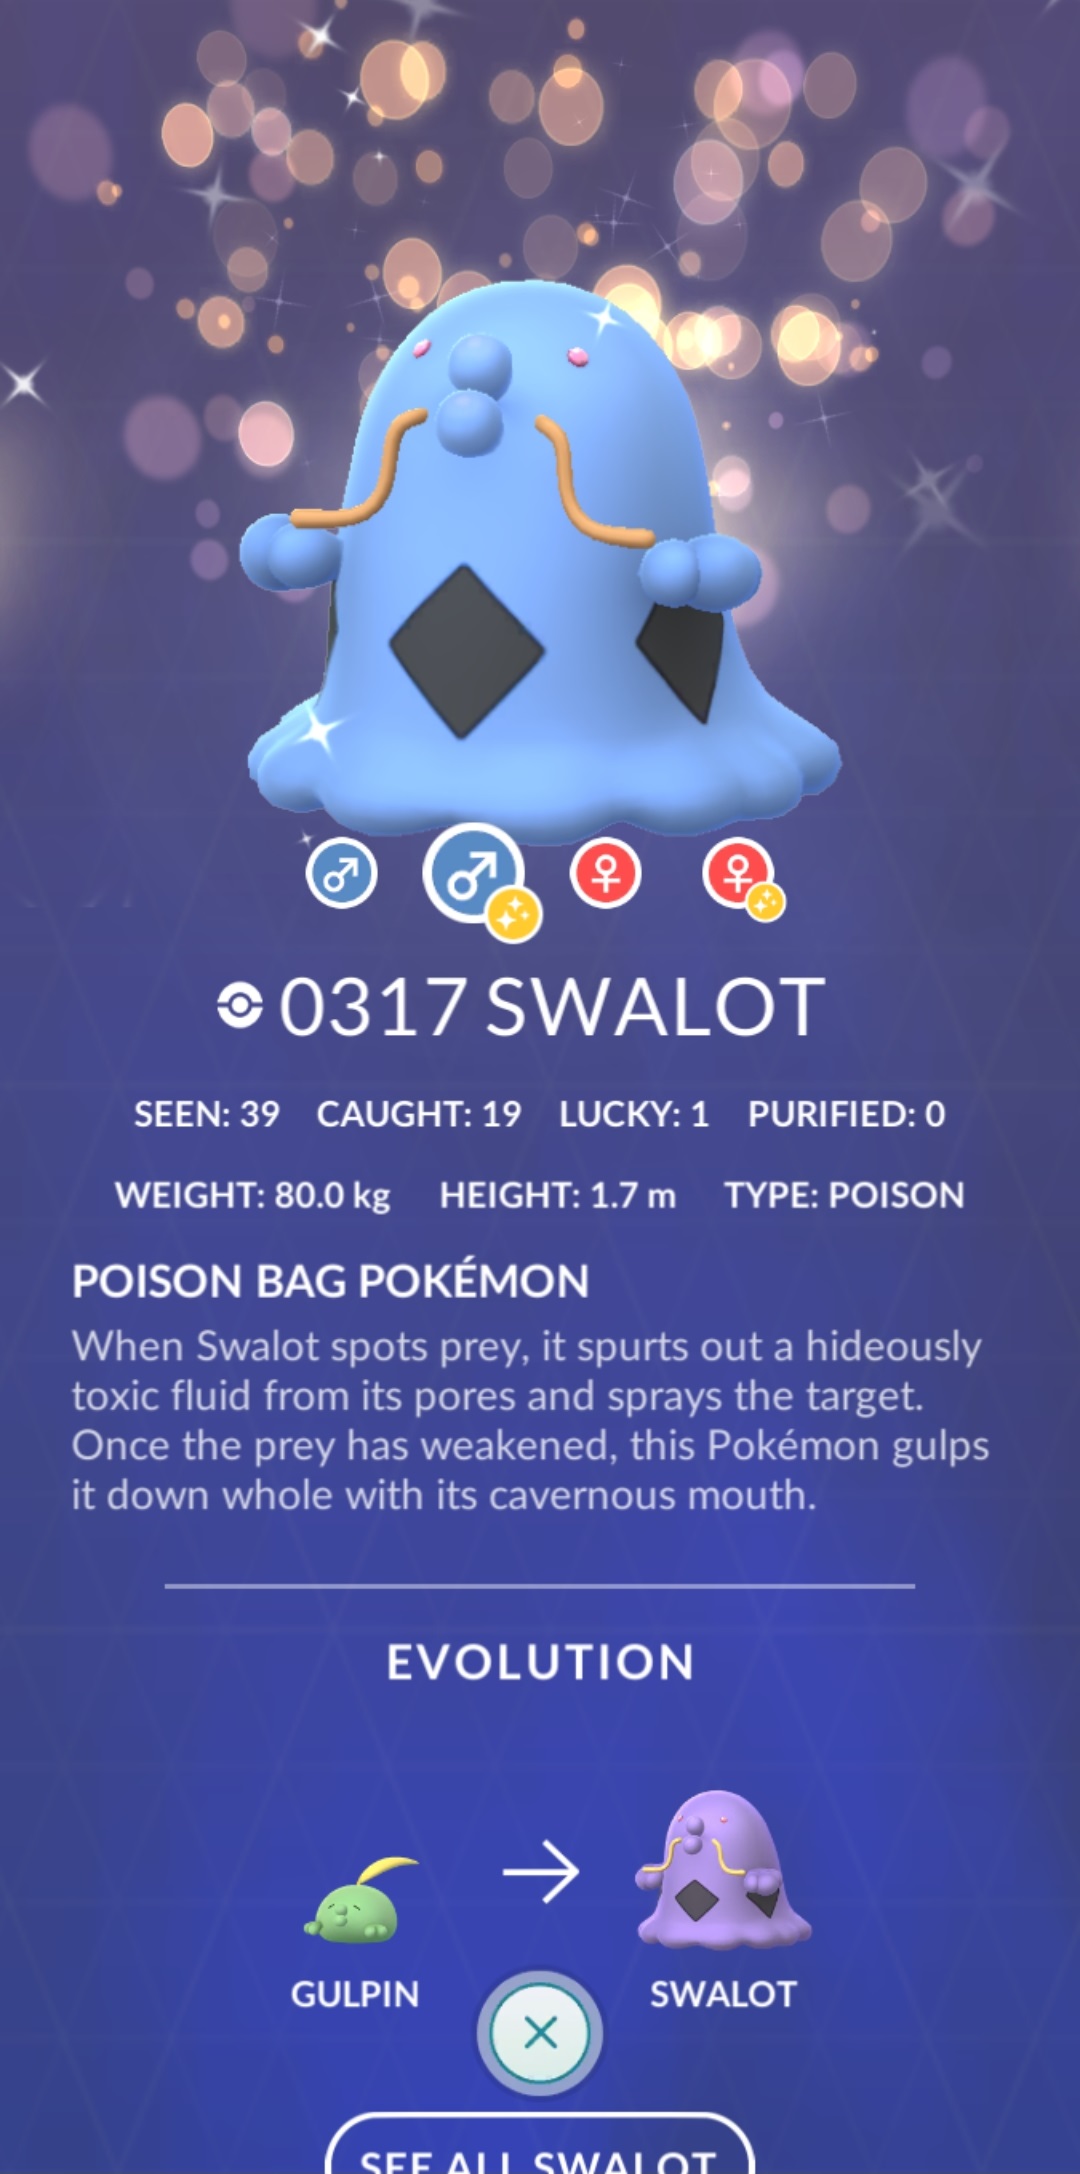 0317 SWALOT
SEEN: 39 CAUGHT: 19 LUCKY: 1 PURIFIED: 0
WEIGHT: 80.0 kg HEIGHT: 1.7 m TYPE: POISON
POISON BAG POKÉMON
When Swalot spots prey, it spurts out a hideously
toxic fluid from its pores and sprays the target.
Once the prey has weakened, this Pokémon gulps
it down whole with its cavernous mouth.
EVOLUTION
GULPIN SWALOT
SEE ALL SWALOT